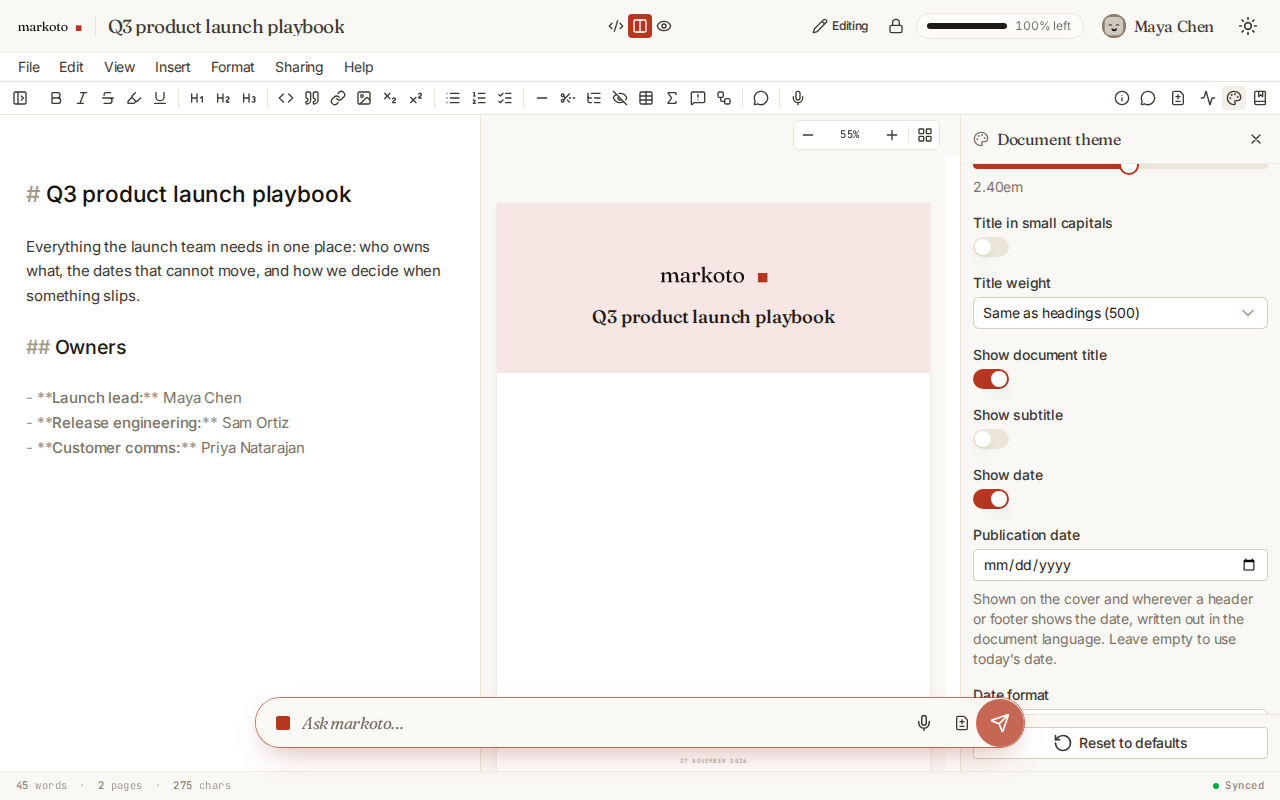 markoto
Q3 product launch playbook
Editing
100% left
Maya Chen
File Edit View Insert Format Sharing Help
B I S U H1 H2 H3 X2 X2
55%
Document theme
# Q3 product launch playbook
Everything the launch team needs in one place: who owns
what, the dates that cannot move, and how we decide when
something slips.
## Owners
- **Launch lead:** Maya Chen
- **Release engineering:** Sam Ortiz
- **Customer comms:** Priya Natarajan
markoto
Q3 product launch playbook
27 NOVEMBER 2026
2.40em
Title in small capitals
Title weight
Same as headings (500)
Show document title
Show subtitle
Show date
Publication date
mm/dd/yyyy
Shown on the cover and wherever a header
or footer shows the date, written out in the
document language. Leave empty to use
today's date.
Date format
Reset to defaults
Ask markoto...
45 words · 2 pages · 275 chars
Synced